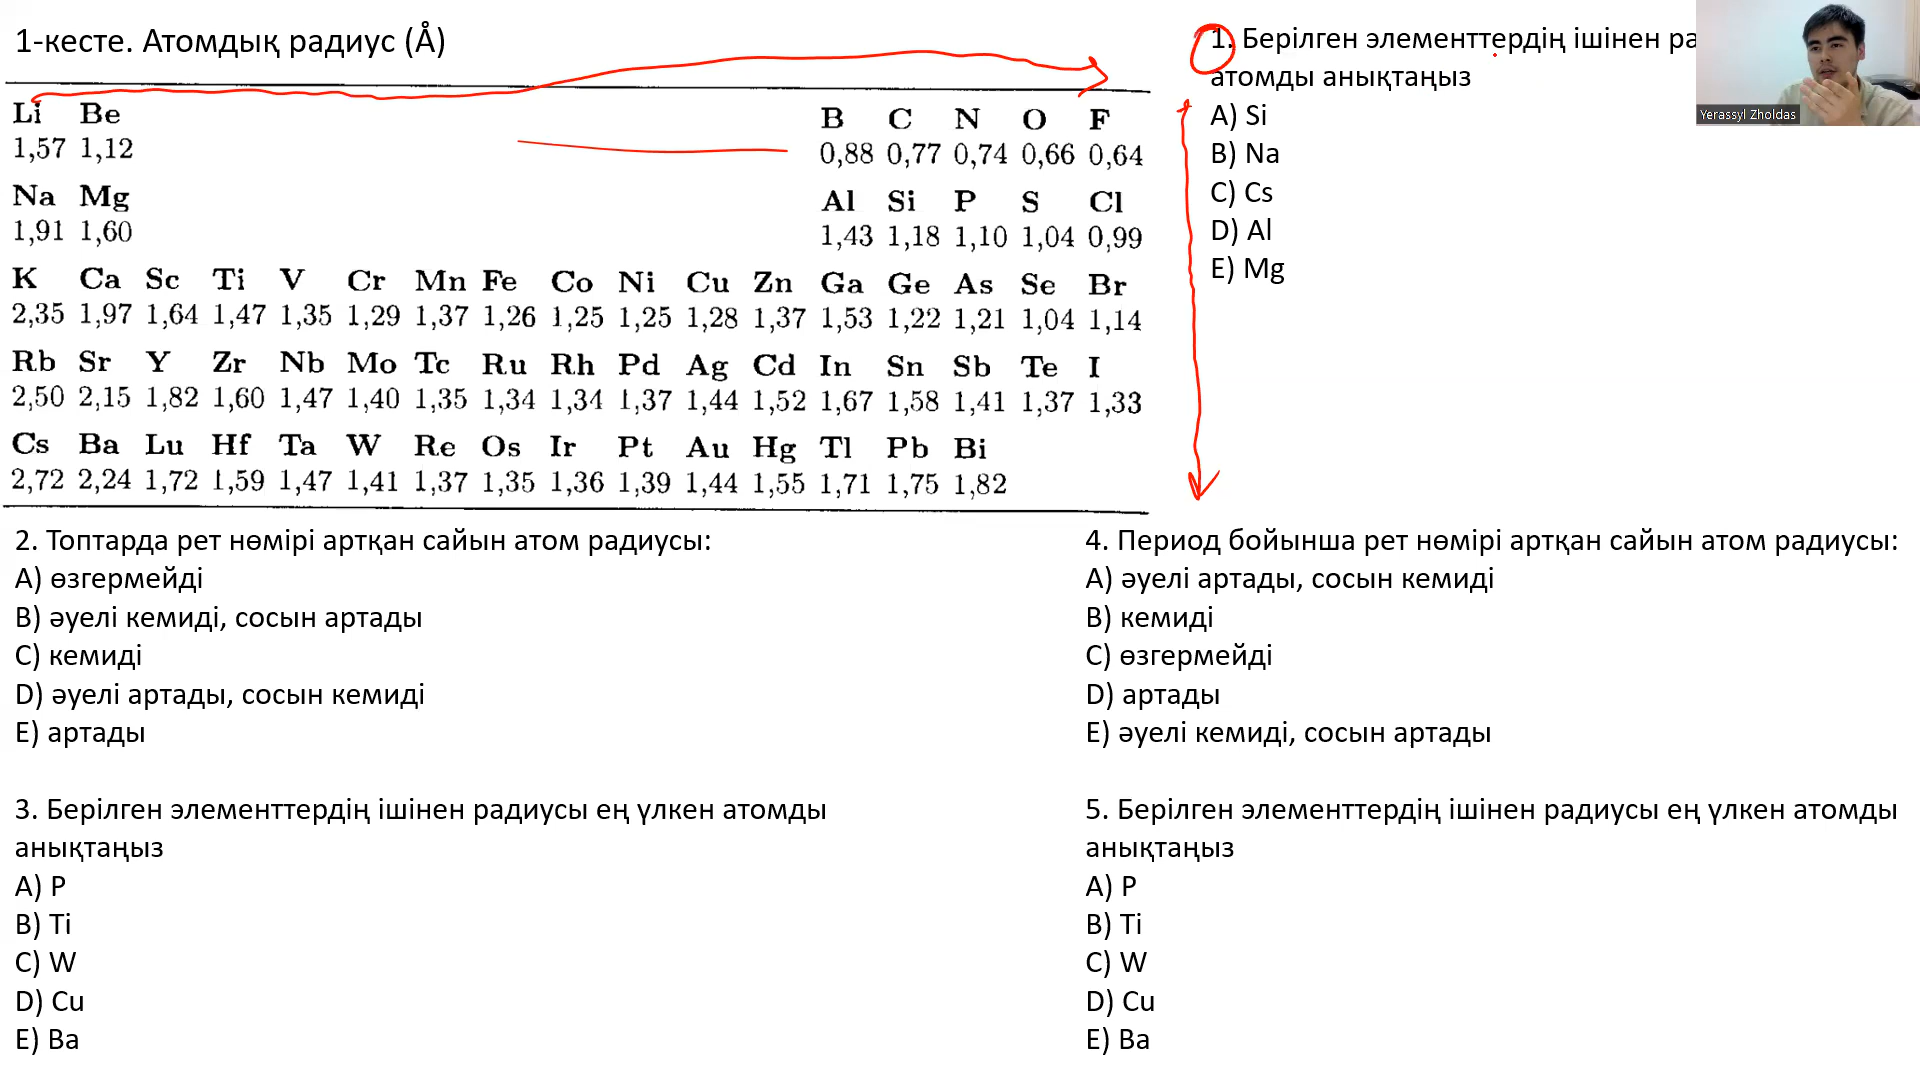 1-кесте. Атомдық радиус (Å)
Li Be B C N O F
1,57 1,12 0,88 0,77 0,74 0,66 0,64
Na Mg Al Si P S Cl
1,91 1,60 1,43 1,18 1,10 1,04 0,99
K Ca Sc Ti V Cr Mn Fe Co Ni Cu Zn Ga Ge As Se Br
2,35 1,97 1,64 1,47 1,35 1,29 1,37 1,26 1,25 1,25 1,28 1,37 1,53 1,22 1,21 1,04 1,14
Rb Sr Y Zr Nb Mo Tc Ru Rh Pd Ag Cd In Sn Sb Te I
2,50 2,15 1,82 1,60 1,47 1,40 1,35 1,34 1,34 1,37 1,44 1,52 1,67 1,58 1,41 1,37 1,33
Cs Ba Lu Hf Ta W Re Os Ir Pt Au Hg Tl Pb Bi
2,72 2,24 1,72 1,59 1,47 1,41 1,37 1,35 1,36 1,39 1,44 1,55 1,71 1,75 1,82
1. Берілген элементтердің ішінен
атомды анықтаңыз
A) Si
B) Na
C) Cs
D) Al
E) Mg
Yerassyl Zholdas
2. Топтарда рет нөмірі артқан сайын атом радиусы:
A) өзгермейді
B) әуелі кемиді, сосын артады
C) кемиді
D) әуелі артады, сосын кемиді
E) артады
3. Берілген элементтердің ішінен радиусы ең үлкен атомды
анықтаңыз
A) P
B) Ti
C) W
D) Cu
E) Ba
4. Период бойынша рет нөмірі артқан сайын атом радиусы:
A) әуелі артады, сосын кемиді
B) кемиді
C) өзгермейді
D) артады
E) әуелі кемиді, сосын артады
5. Берілген элементтердің ішінен радиусы ең үлкен атомды
анықтаңыз
A) P
B) Ti
C) W
D) Cu
E) Ba